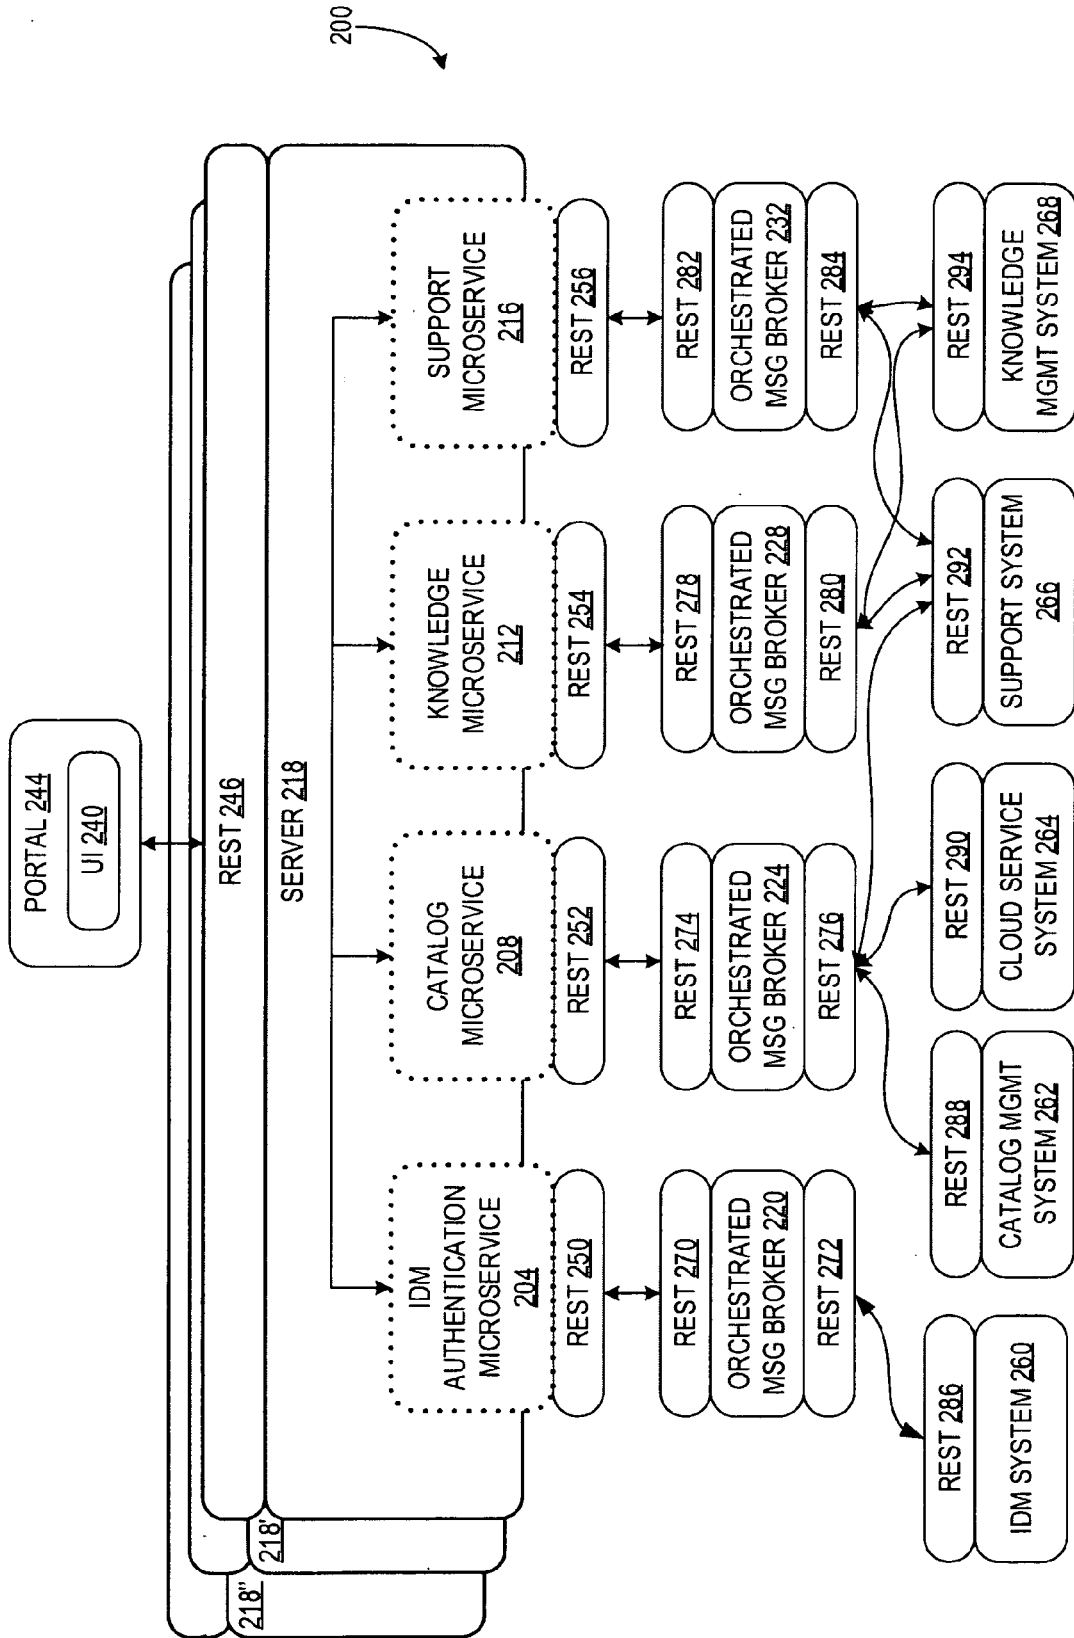 200
PORTAL 244
UI 240
REST 246
SERVER 218
218'
218"
IDM
AUTHENTICATION
MICROSERVICE
204
CATALOG
MICROSERVICE
208
KNOWLEDGE
MICROSERVICE
212
SUPPORT
MICROSERVICE
216
REST 250
REST 252
REST 254
REST 256
REST 270
ORCHESTRATED
MSG BROKER 220
REST 272
REST 274
ORCHESTRATED
MSG BROKER 224
REST 276
REST 278
ORCHESTRATED
MSG BROKER 228
REST 280
REST 282
ORCHESTRATED
MSG BROKER 232
REST 284
REST 286
IDM SYSTEM 260
REST 288
CATALOG MGMT
SYSTEM 262
REST 290
CLOUD SERVICE
SYSTEM 264
REST 292
SUPPORT SYSTEM
266
REST 294
KNOWLEDGE
MGMT SYSTEM 268